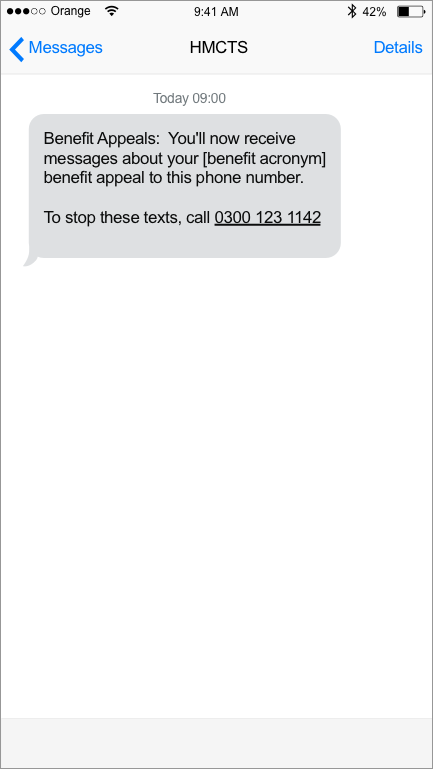 Orange 9:41 AM 42%
Messages HMCTS Details
Today 09:00
Benefit Appeals:  You'll now receive
messages about your [benefit acronym]
benefit appeal to this phone number.
To stop these texts, call 0300 123 1142